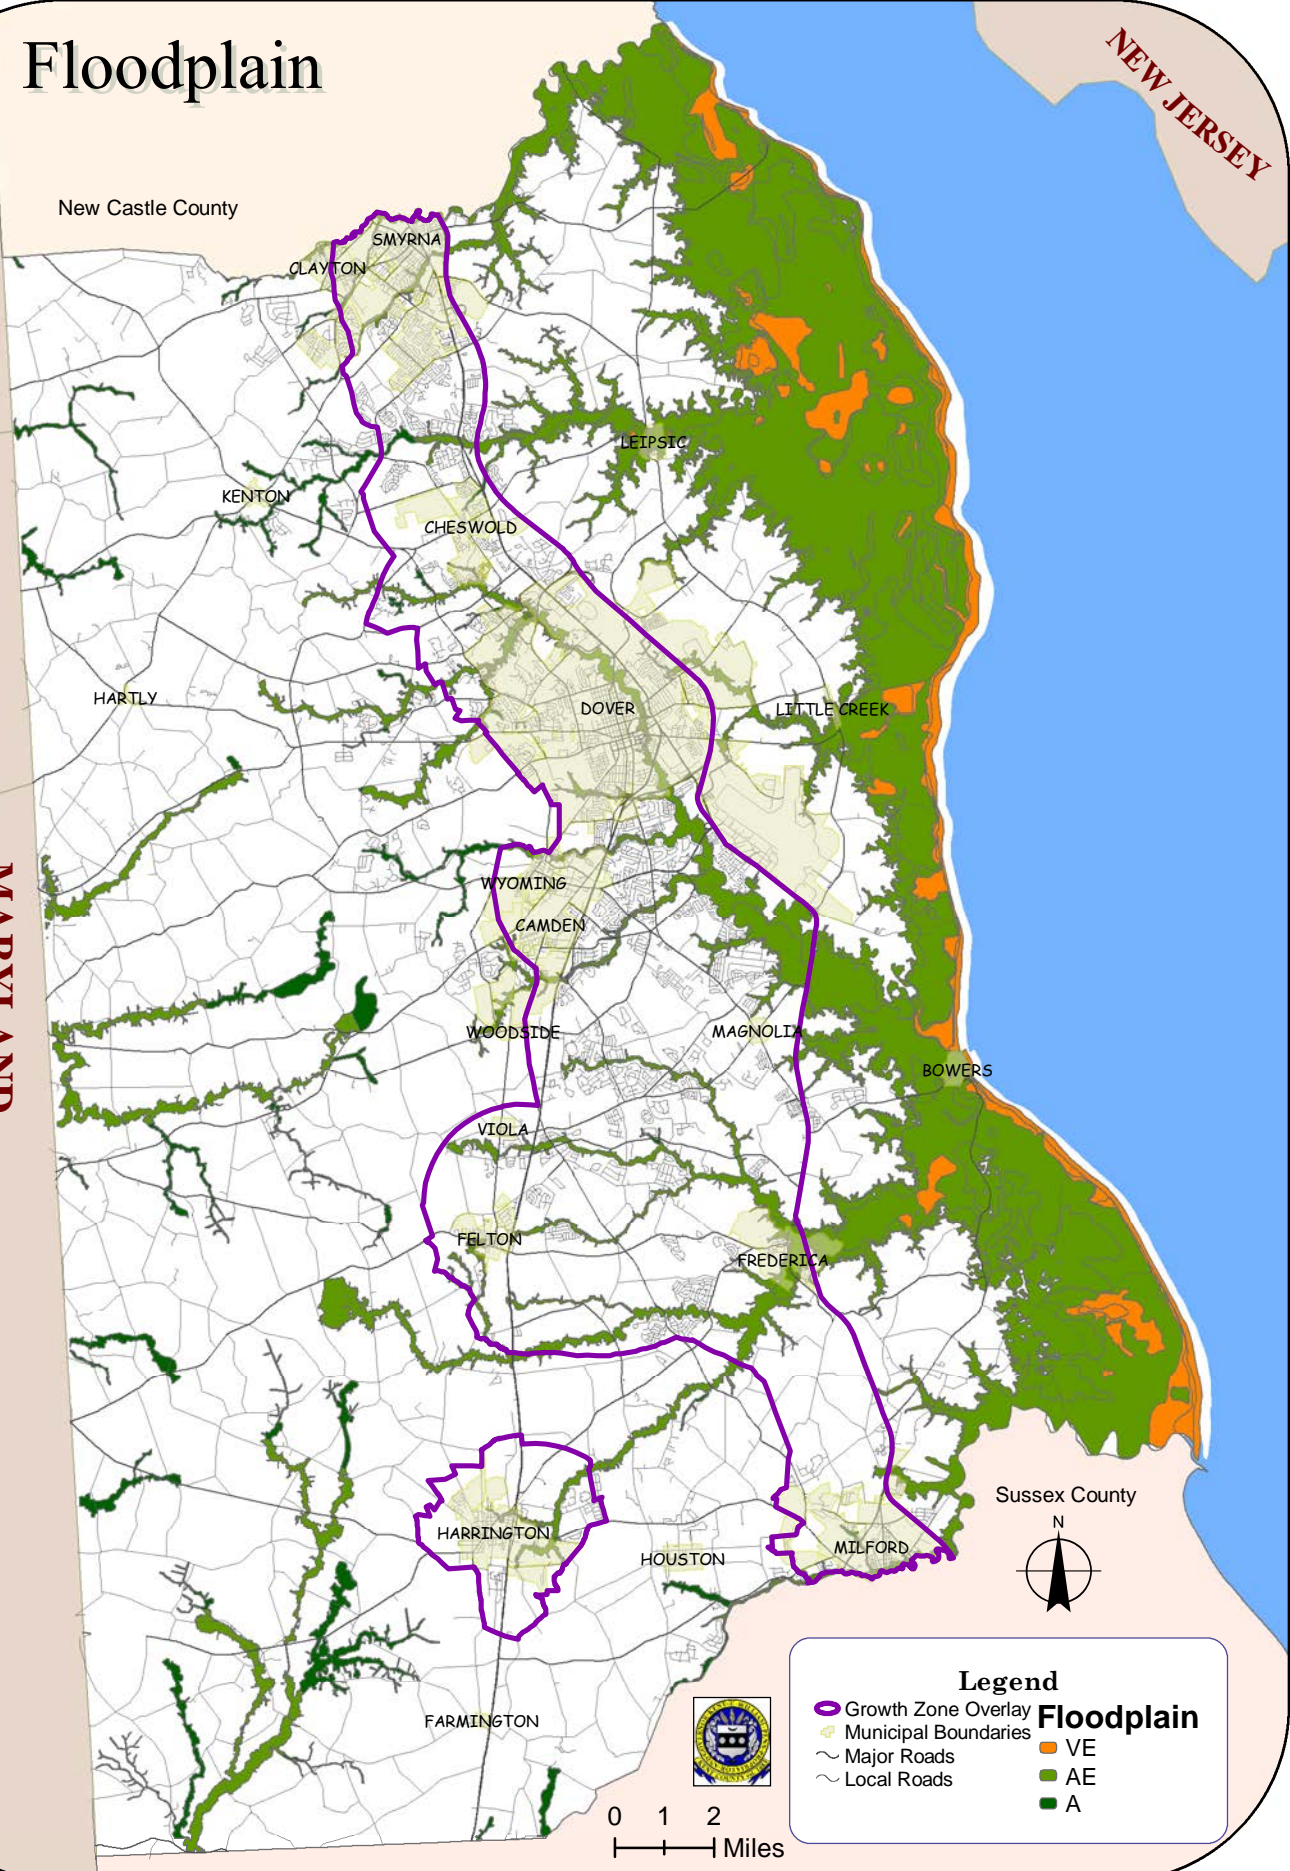 Floodplain
NEW JERSEY
New Castle County
SMYRNA
CLAYTON
LEIPSIC
KENTON
CHESWOLD
HARTLY
DOVER
LITTLE CREEK
MARYLAND
WYOMING
CAMDEN
WOODSIDE
MAGNOLIA
BOWERS
VIOLA
FELTON
FREDERICA
Sussex County
N
HARRINGTON
MILFORD
HOUSTON
FARMINGTON
Legend
Growth Zone Overlay
Municipal Boundaries
Major Roads
Local Roads
Floodplain
VE
AE
A
0 1 2
Miles